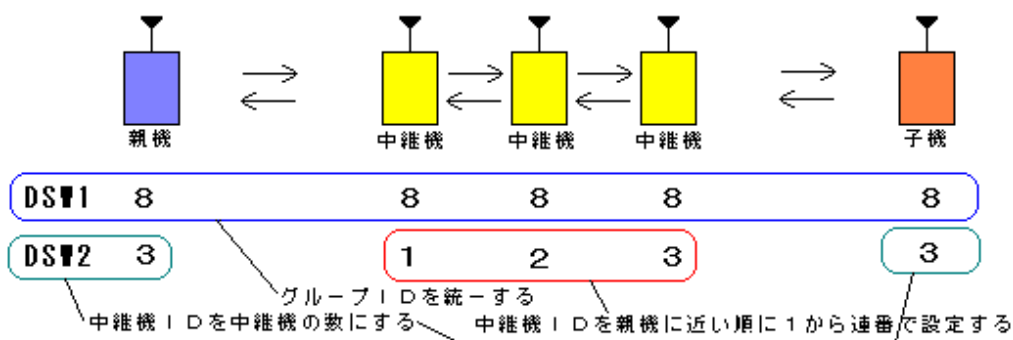 親機 中継機 中継機 中継機 子機
DSW1 8 8 8 8 8
DSW2 3 1 2 3 3
グループIDを統一する
中継機IDを中継機の数にする 中継機IDを親機に近い順に1から連番で設定する